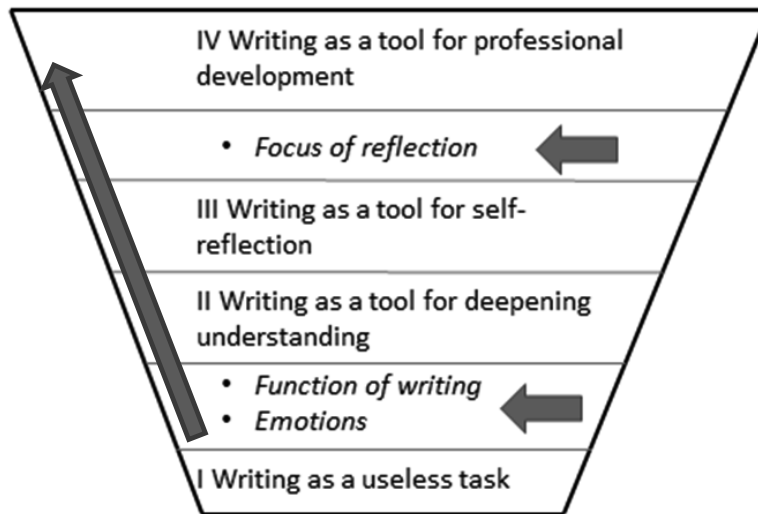 IV Writing as a tool for professional
development
• Focus of reflection
III Writing as a tool for self-
reflection
II Writing as a tool for deepening
understanding
• Function of writing
• Emotions
I Writing as a useless task